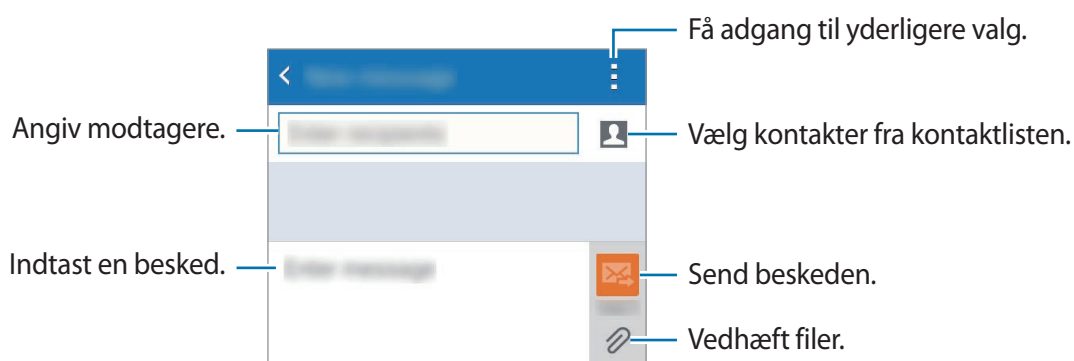 Få adgang til yderligere valg.
Angiv modtagere.
Vælg kontakter fra kontaktlisten.
Indtast en besked.
Send beskeden.
Vedhæft filer.